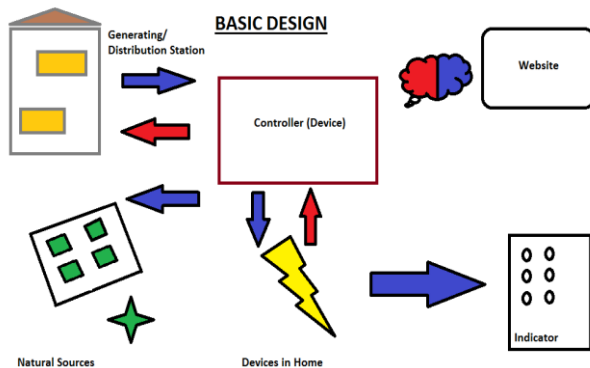 BASIC DESIGN
Generating/
Distribution Station
Website
Controller (Device)
Indicator
Natural Sources
Devices in Home